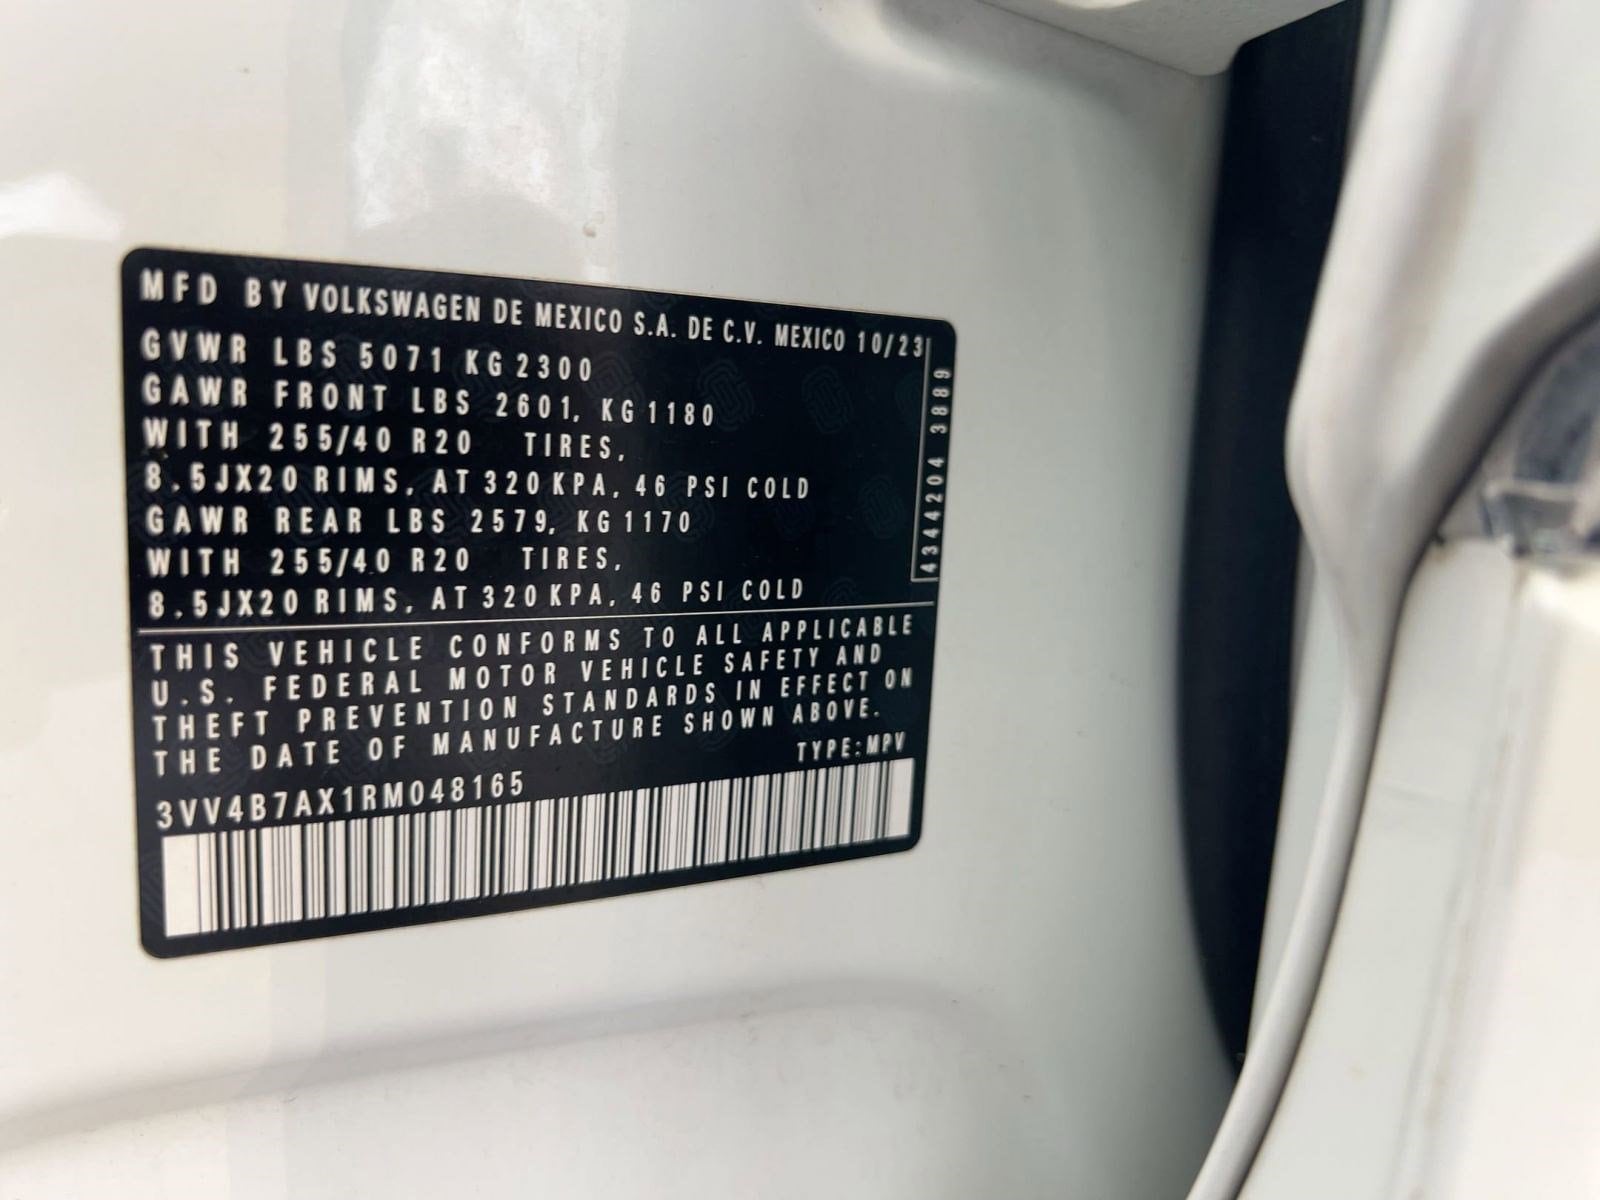 MFD BY VOLKSWAGEN DE MEXICO S.A. DE C.V. MEXICO 10/23
GVWR LBS 5071 KG 2300
GAWR FRONT LBS 2601, KG 1180
WITH 255/40 R20 TIRES,
8.5JX20 RIMS, AT 320 KPA, 46 PSI COLD
GAWR REAR LBS 2579, KG 1170
WITH 255/40 R20 TIRES,
8.5JX20 RIMS, AT 320 KPA, 46 PSI COLD
4344204 3889
THIS VEHICLE CONFORMS TO ALL APPLICABLE
U.S. FEDERAL MOTOR VEHICLE SAFETY AND
THEFT PREVENTION STANDARDS IN EFFECT ON
THE DATE OF MANUFACTURE SHOWN ABOVE.
TYPE:MPV
3VV4B7AX1RM048165